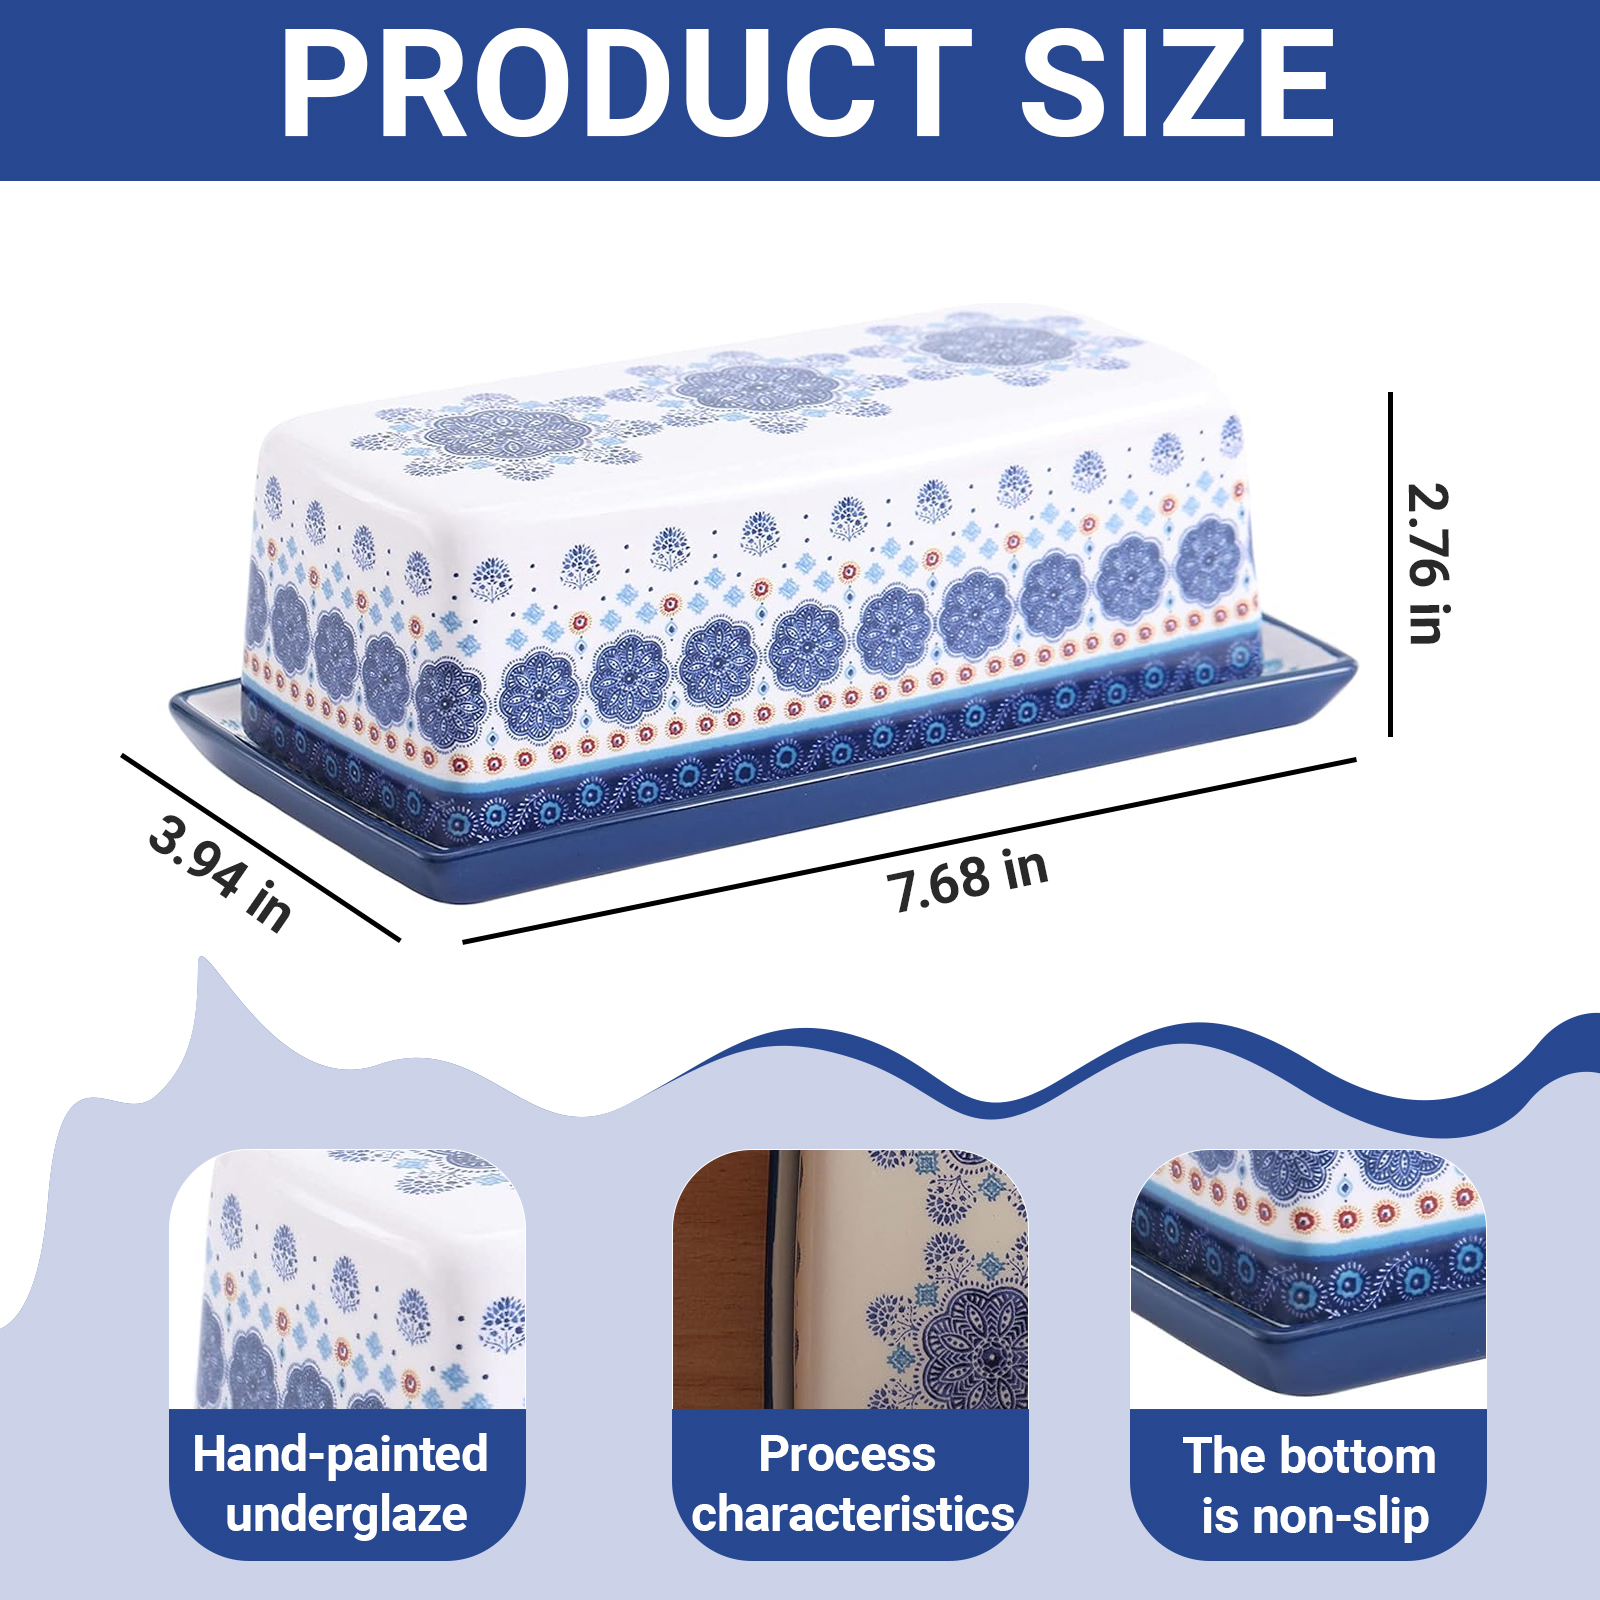 PRODUCT SIZE
2.76 in
3.94 in
7.68 in
Hand-painted
underglaze
Process
characteristics
The bottom
is non-slip